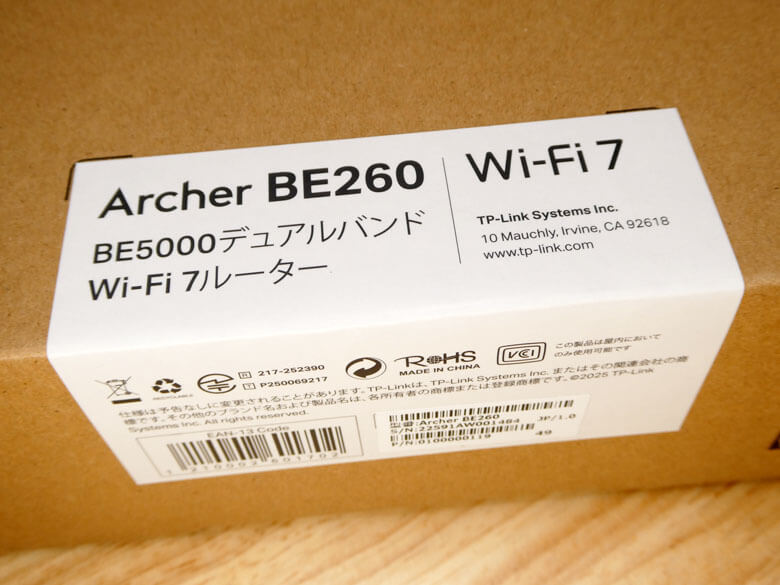 Archer BE260
BE5000デュアルバンド
Wi-Fi 7ルーター
Wi-Fi 7
TP-Link Systems Inc.
10 Mauchly, Irvine, CA 92618
www.tp-link.com
RECYCLABLE
R 217-252390
T P250069217
RoHS
MADE IN CHINA
VCCI
この製品は屋内において
のみ使用可能です
仕様は予告なしに変更されることがあります。TP-Linkは、TP-Link Systems Inc. またはその関連会社の商
標です。その他のブランド名および製品名は、各所有者の商標または登録商標です。©2025 TP-Link
Systems Inc. All rights reserved.
EAN-13 Code
1 210002 601702
型番:Archer BE260 JP/1.0
S/N:22591AW001484
P/N:0100000119 49